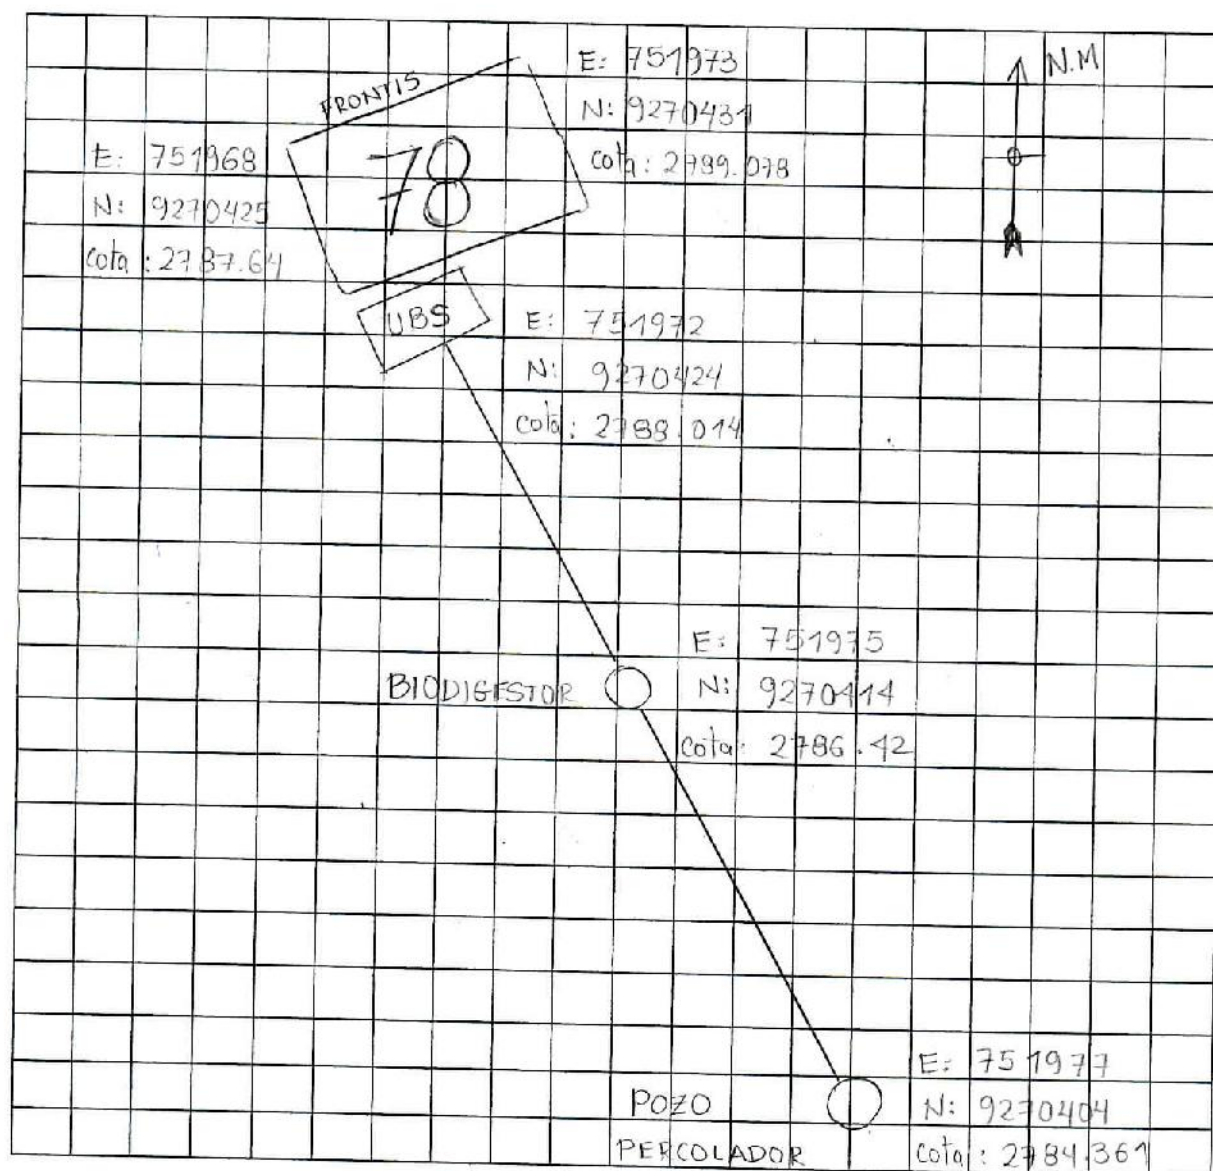 E: 751973
N.M
FRONTIS
N: 9270431
78
cota: 2789.078
E: 751968
N: 9270425
cota: 2787.64
UBS
E: 751972
N: 9270424
cota: 2788.014
E: 751975
BIODIGESTOR
N: 9270414
cota: 2786.42
E: 751977
POZO
N: 9270404
PERCOLADOR
cota: 2784.361